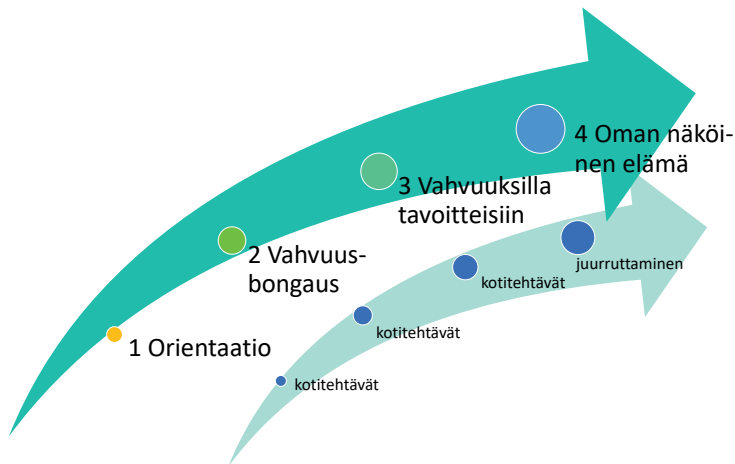 4 Oman näköi-
nen elämä
3 Vahvuuksilla
tavoitteisiin
2 Vahvuus-
bongaus
juurruttaminen
kotitehtävät
kotitehtävät
1 Orientaatio
kotitehtävät